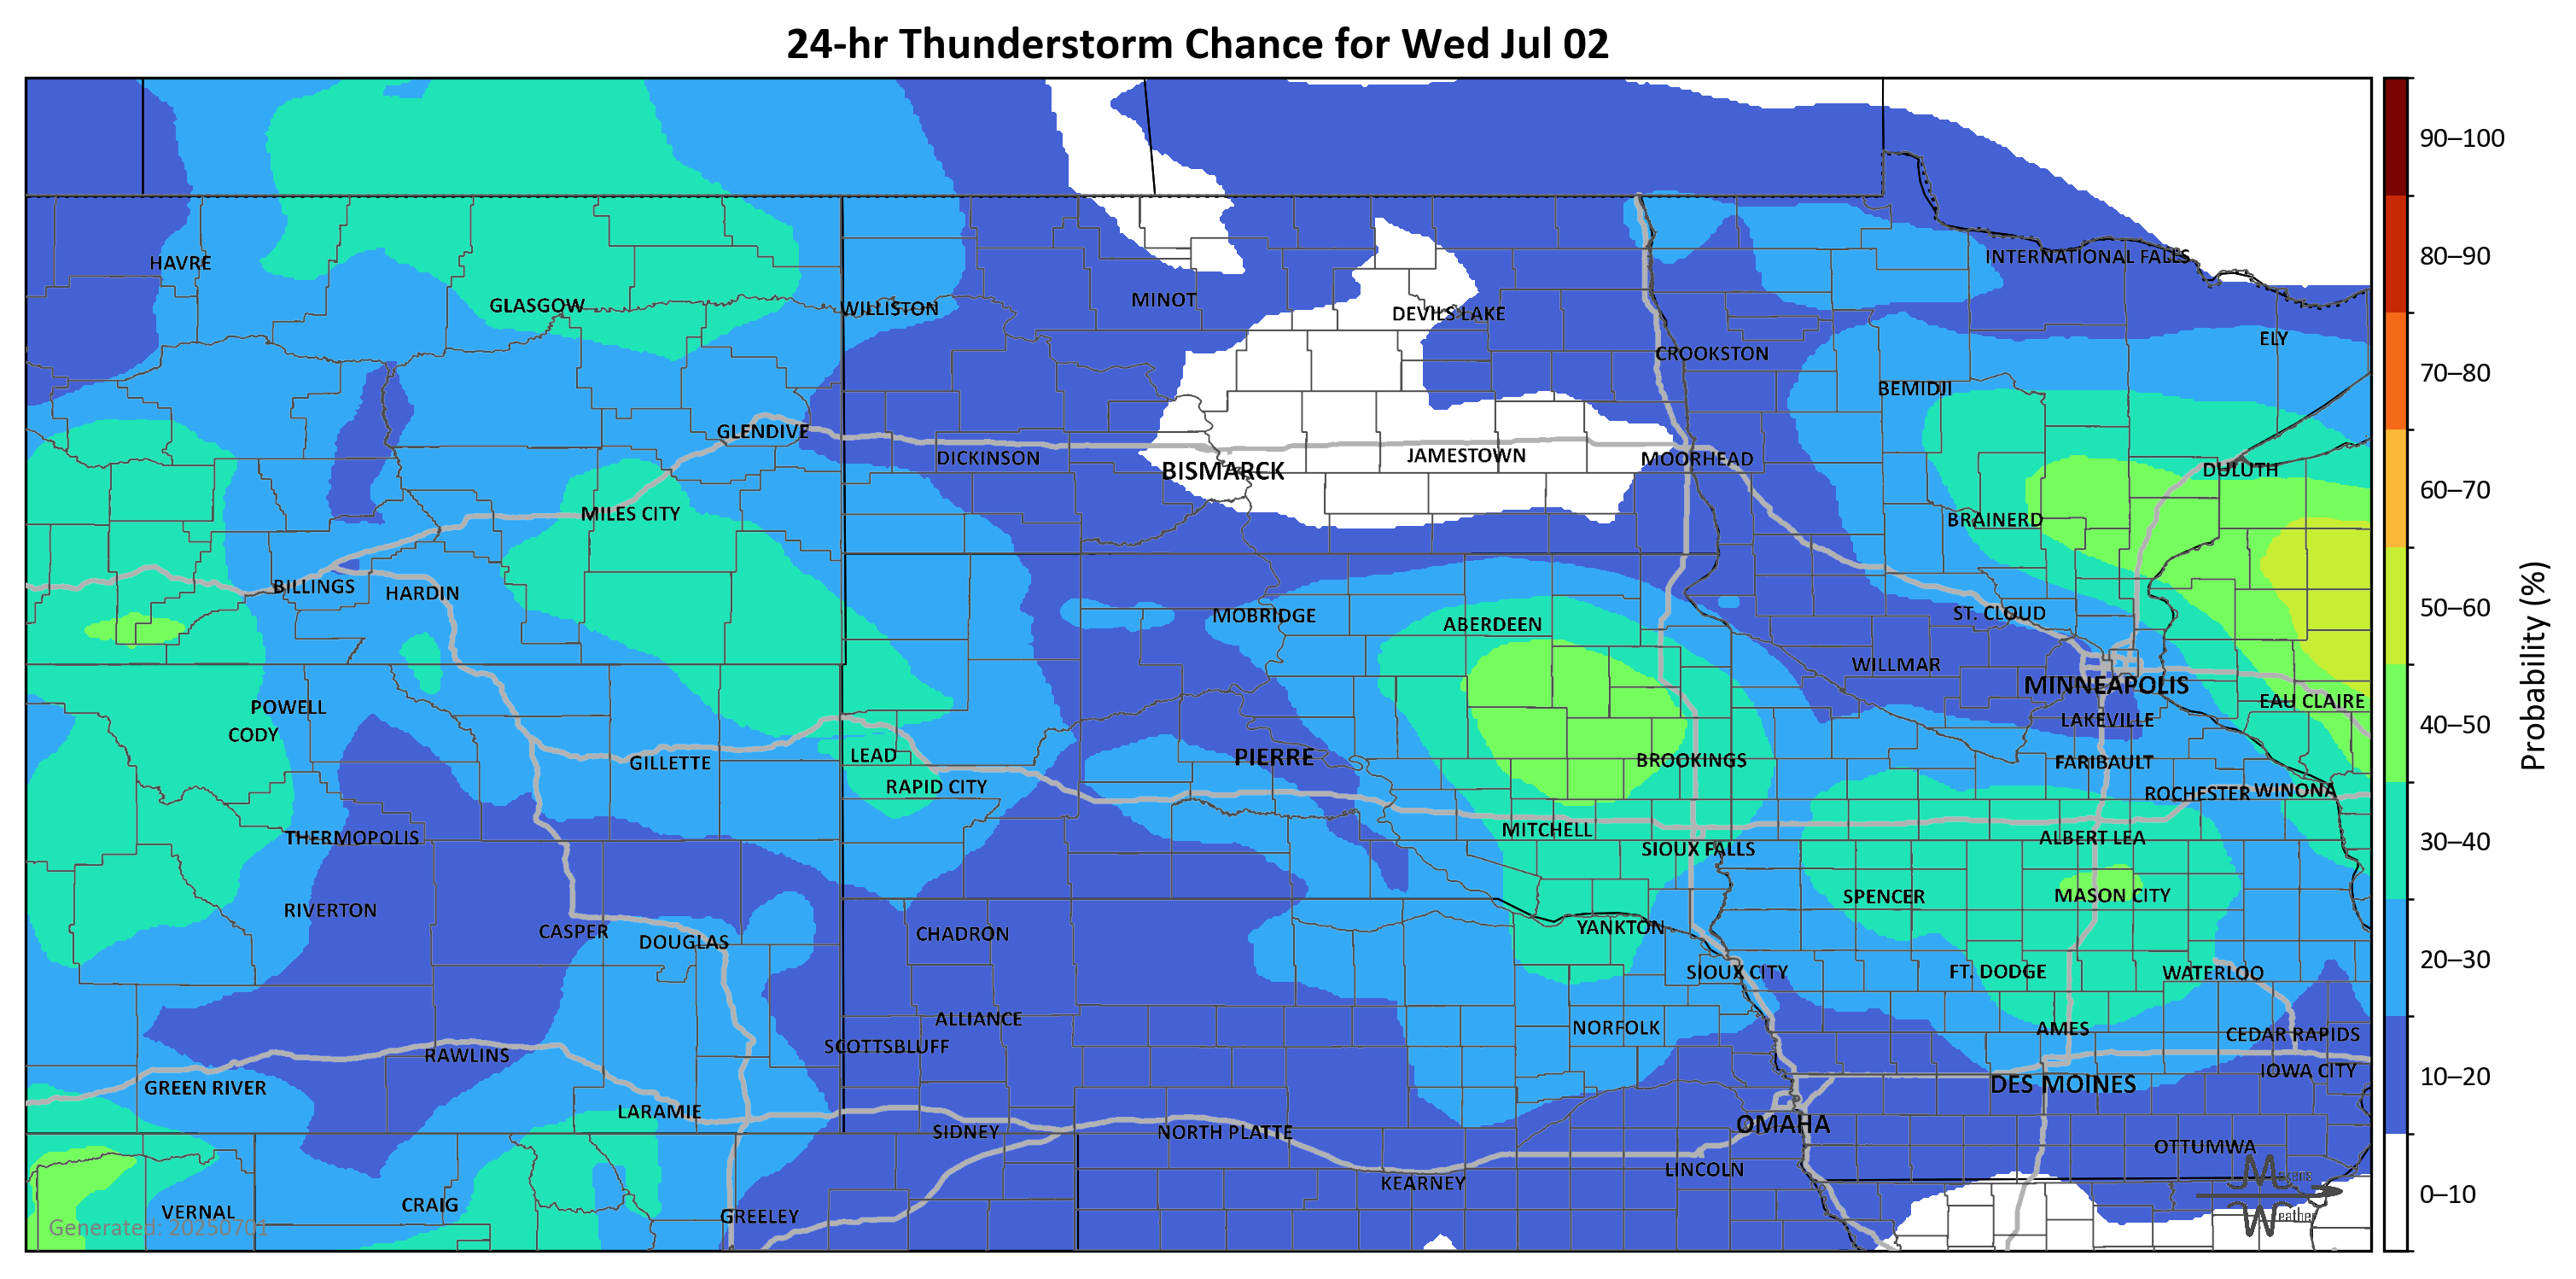 24-hr Thunderstorm Chance for Wed Jul 02
90–100
INTERNATIONAL FALLS
80–90
HAVRE
GLASGOW
WILLISTON
MINOT
DEVILS LAKE
ELY
CROOKSTON
70–80
BEMIDJI
GLENDIVE
DICKINSON
BISMARCK
JAMESTOWN
MOORHEAD
DULUTH
60–70
MILES CITY
BRAINERD
BILLINGS
HARDIN
MOBRIDGE
ABERDEEN
ST. CLOUD
50–60
WILLMAR
MINNEAPOLIS
POWELL
EAU CLAIRE
CODY
LAKEVILLE
40–50
Probability (%)
GILLETTE
LEAD
PIERRE
BROOKINGS
FARIBAULT
RAPID CITY
ROCHESTER
WINONA
THERMOPOLIS
MITCHELL
ALBERT LEA
30–40
SIOUX FALLS
RIVERTON
SPENCER
MASON CITY
CASPER
DOUGLAS
CHADRON
YANKTON
20–30
SIOUX CITY
FT. DODGE
WATERLOO
ALLIANCE
NORFOLK
AMES
CEDAR RAPIDS
SCOTTSBLUFF
RAWLINS
GREEN RIVER
DES MOINES
IOWA CITY
10–20
LARAMIE
SIDNEY
NORTH PLATTE
OMAHA
OTTUMWA
LINCOLN
KEARNEY
VERNAL
CRAIG
GREELEY
0–10
Generated: 20250701
Weather